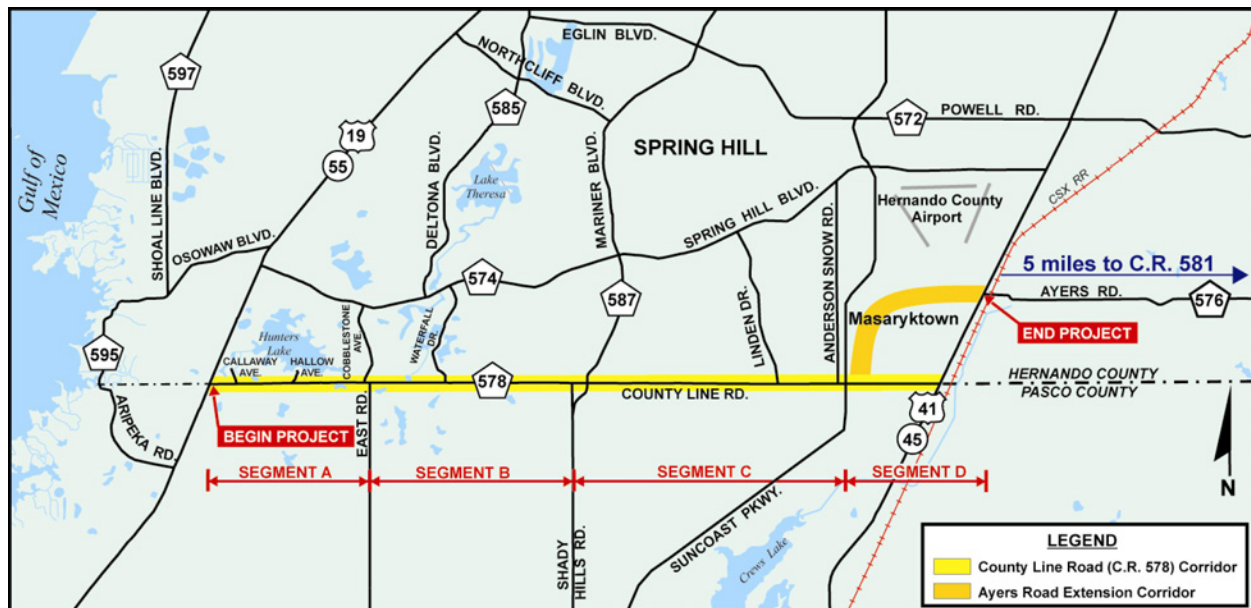 EGLIN BLVD.
NORTHCLIFF BLVD.
597
585
572
POWELL RD.
19
55
SPRING HILL
Gulf of
Mexico
SHOAL LINE BLVD.
DELTONA BLVD.
Lake
Theresa
MARINER BLVD.
SPRING HILL BLVD.
ANDERSON SNOW RD.
Hernando County
Airport
CSX RR
OSOWAW BLVD.
574
587
LINDEN DR.
5 miles to C.R. 581
AYERS RD.
576
Masaryktown
END PROJECT
595
Hunters
Lake
COBBLESTONE
AVE.
WATERFALL
DR.
CALLAWAY
AVE.
HALLOW
AVE.
578
COUNTY LINE RD.
HERNANDO COUNTY
PASCO COUNTY
ARIPEKA RD.
BEGIN PROJECT
EAST RD.
41
45
SEGMENT A
SEGMENT B
SEGMENT C
SEGMENT D
SHADY
HILLS RD.
SUNCOAST PKWY.
Crews Lake
N
LEGEND
County Line Road (C.R. 578) Corridor
Ayers Road Extension Corridor